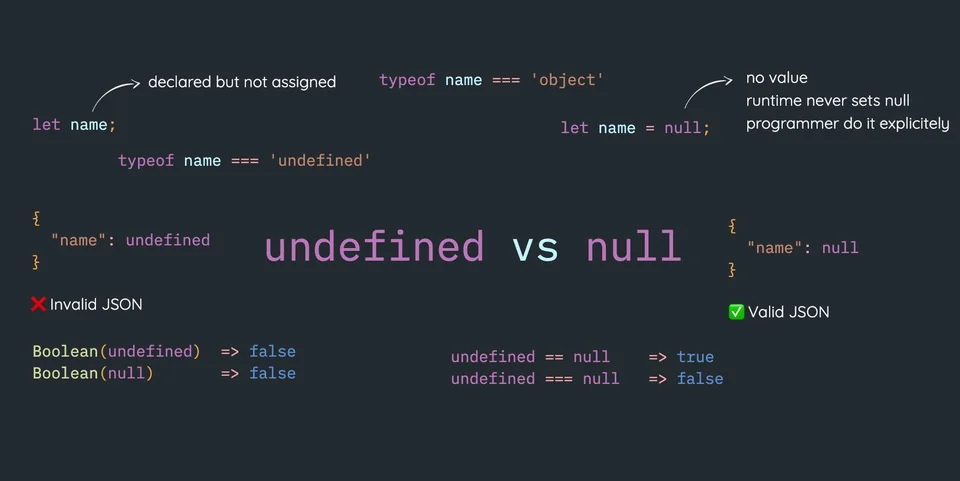 declared but not assigned
let name;
typeof name === 'undefined'
typeof name === 'object'
let name = null;
no value
runtime never sets null
programmer do it explicitely
{
"name": undefined
}
❌ Invalid JSON
undefined vs null
{
"name": null
}
✅ Valid JSON
Boolean(undefined) => false
Boolean(null) => false
undefined == null => true
undefined === null => false